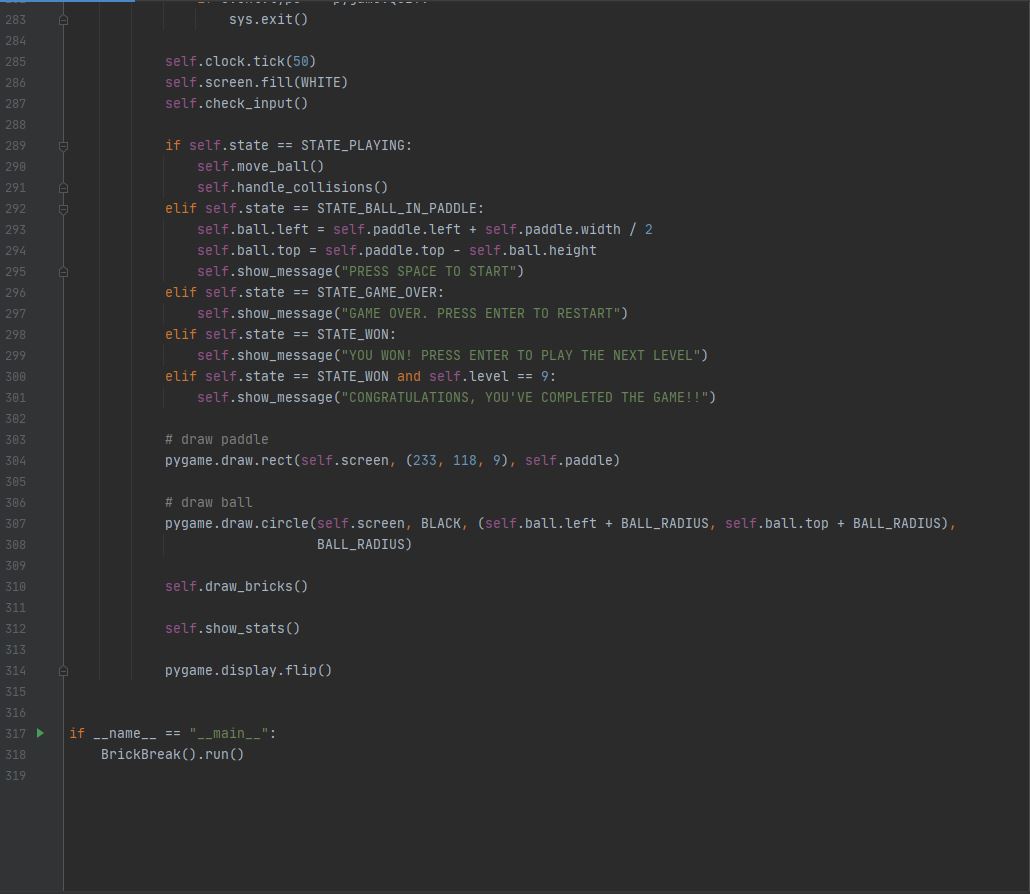 283 sys.exit()
284
285 self.clock.tick(50)
286 self.screen.fill(WHITE)
287 self.check_input()
288
289 if self.state == STATE_PLAYING:
290 self.move_ball()
291 self.handle_collisions()
292 elif self.state == STATE_BALL_IN_PADDLE:
293 self.ball.left = self.paddle.left + self.paddle.width / 2
294 self.ball.top = self.paddle.top - self.ball.height
295 self.show_message("PRESS SPACE TO START")
296 elif self.state == STATE_GAME_OVER:
297 self.show_message("GAME OVER. PRESS ENTER TO RESTART")
298 elif self.state == STATE_WON:
299 self.show_message("YOU WON! PRESS ENTER TO PLAY THE NEXT LEVEL")
300 elif self.state == STATE_WON and self.level == 9:
301 self.show_message("CONGRATULATIONS, YOU'VE COMPLETED THE GAME!!")
302
303 # draw paddle
304 pygame.draw.rect(self.screen, (233, 118, 9), self.paddle)
305
306 # draw ball
307 pygame.draw.circle(self.screen, BLACK, (self.ball.left + BALL_RADIUS, self.ball.top + BALL_RADIUS),
308 BALL_RADIUS)
309
310 self.draw_bricks()
311
312 self.show_stats()
313
314 pygame.display.flip()
315
316
317 if __name__ == "__main__":
318 BrickBreak().run()
319